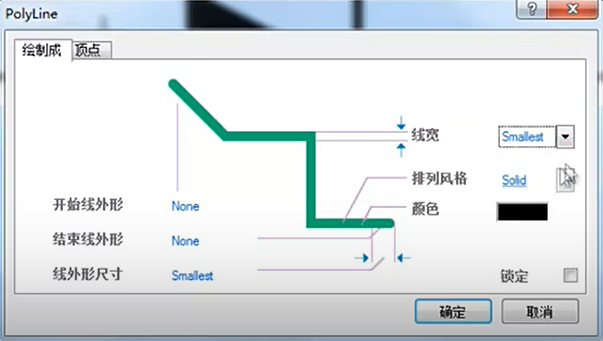 PolyLine
绘制成 顶点
线宽 Smallest
排列风格 Solid
开始线外形 None
颜色
结束线外形 None
线外形尺寸 Smallest
锁定
确定 取消